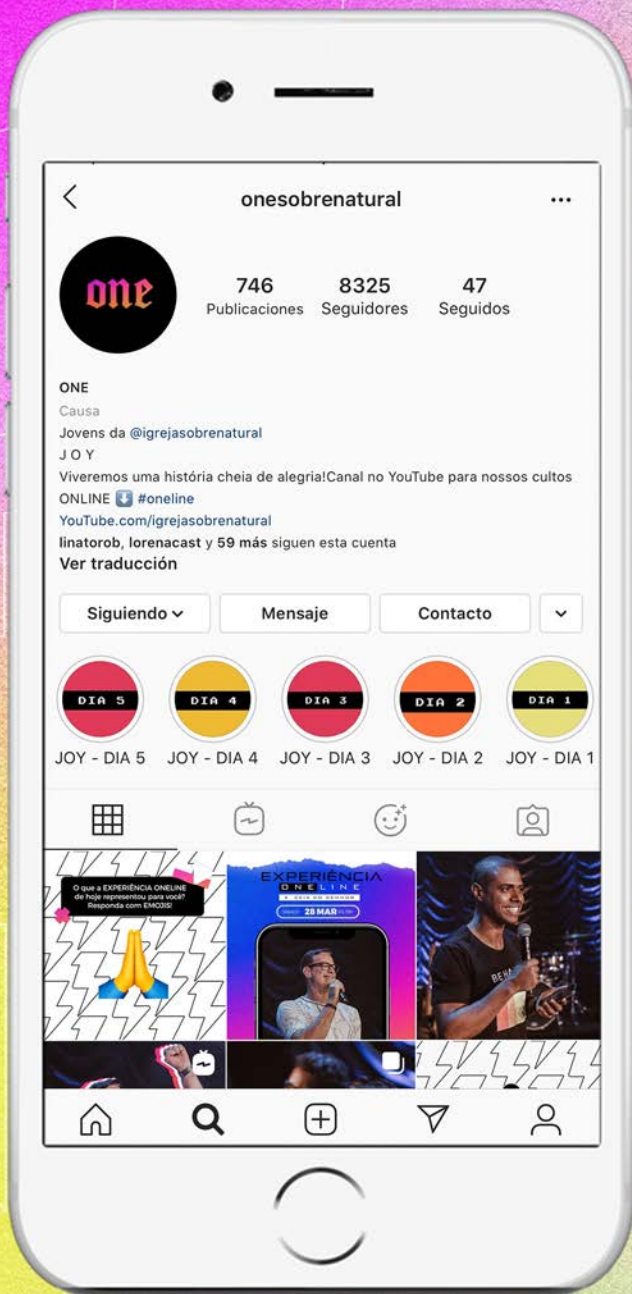 onesobrenatural
one
746
8325
47
Publicaciones
Seguidores
Seguidos
ONE
Causa
Jovens da @igrejasobrenatural
J O Y
Viveremos uma história cheia de alegria!Canal no YouTube para nossos cultos
ONLINE ⬇️ #oneline
YouTube.com/igrejasobrenatural
linatorob, lorenacast y 59 más siguen esta cuenta
Ver traducción
Siguiendo
Mensaje
Contacto
DIA 5
DIA 4
DIA 3
DIA 2
DIA 1
JOY - DIA 5
JOY - DIA 4
JOY - DIA 3
JOY - DIA 2
JOY - DIA 1
O que a EXPERIÊNCIA ONELINE
de hoje representou para você?
Responda com EMOJIS!
EXPERIÊNCIA
ONELINE
28 MAR